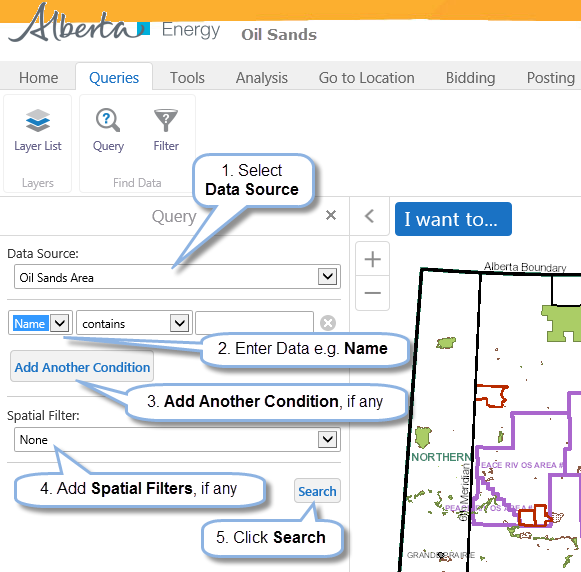 Alberta Energy Oil Sands
Home Queries Tools Analysis Go to Location Bidding Posting
Layer List Query Filter
Layers Find Data
1. Select
Data Source
Query
I want to...
Data Source:
Oil Sands Area
Alberta Boundary
Name contains
2. Enter Data e.g. Name
Add Another Condition
3. Add Another Condition, if any
Spatial Filter:
None
NORTHERN
PEACE RIV OS AREA #
4. Add Spatial Filters, if any
Search
Meridian
PEACE RIV OS AREA #
5. Click Search
GRANDE PRAIRIE